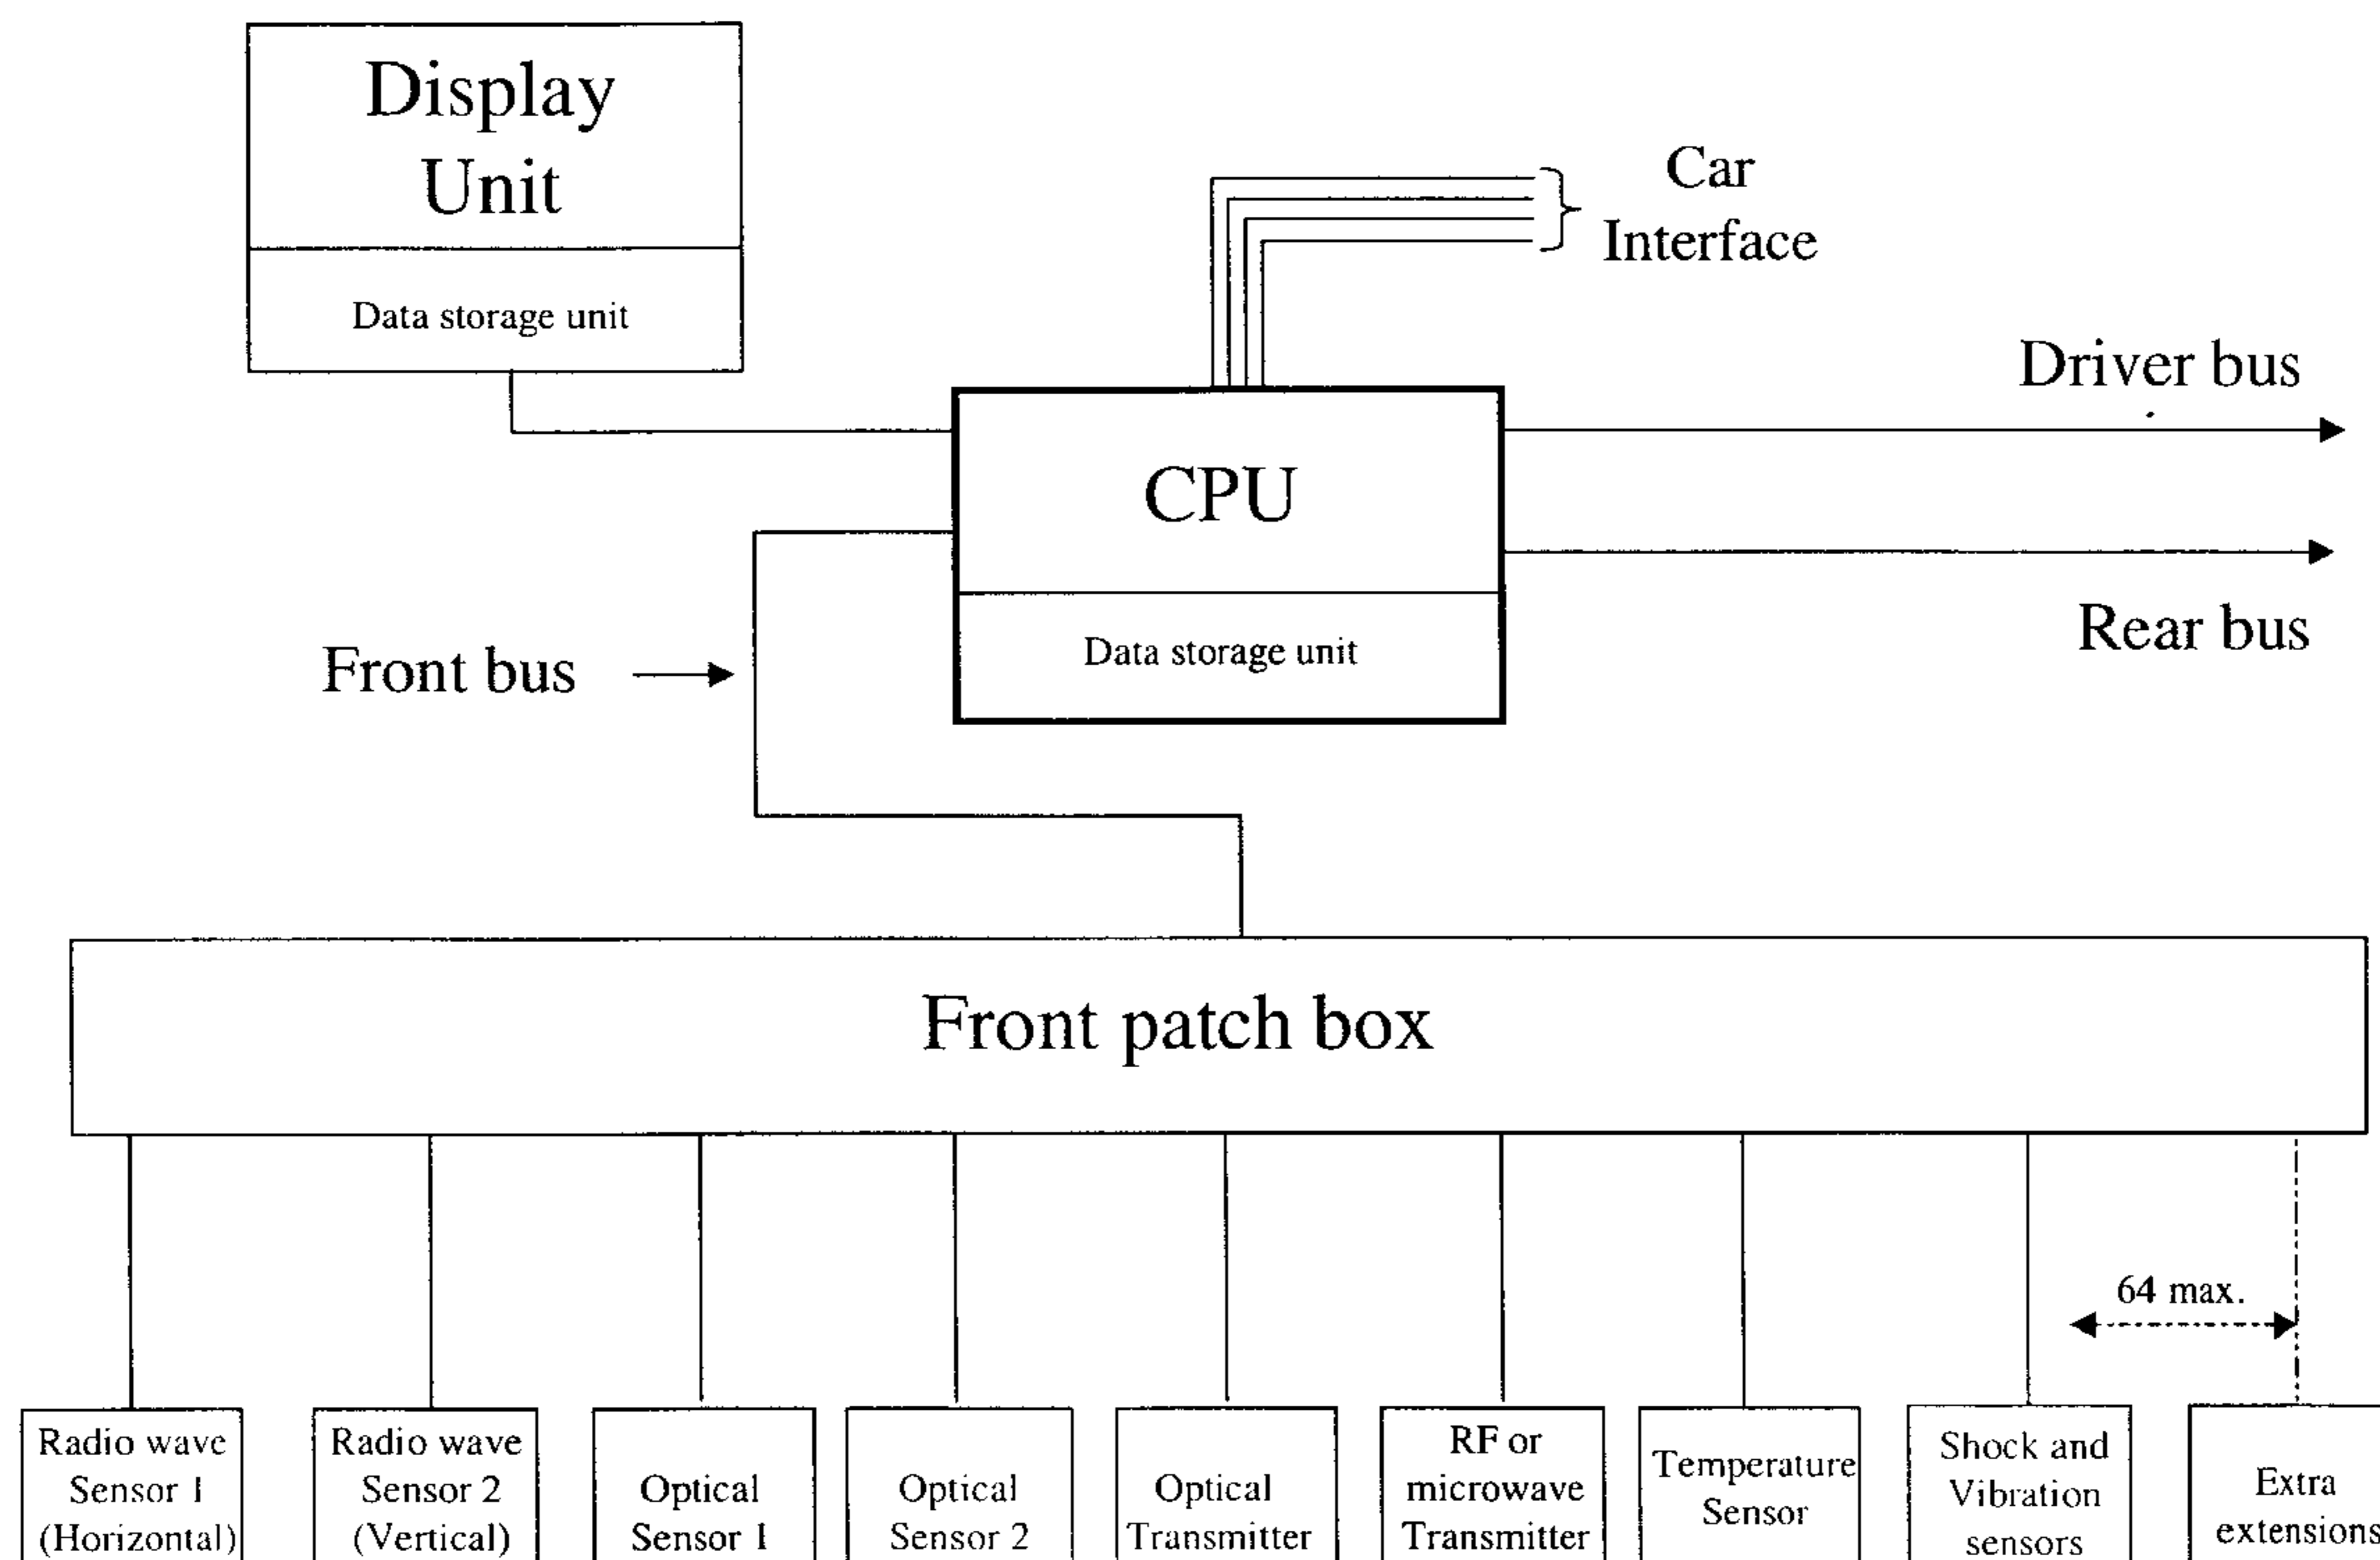 Display
Unit
Data storage unit
Car
Interface
Driver bus
CPU
Rear bus
Data storage unit
Front bus
Front patch box
64 max.
Radio wave
Sensor 1
(Horizontal)
Radio wave
Sensor 2
(Vertical)
Optical
Sensor 1
Optical
Sensor 2
Optical
Transmitter
RF or
microwave
Transmitter
Temperature
Sensor
Shock and
Vibration
sensors
Extra
extensions